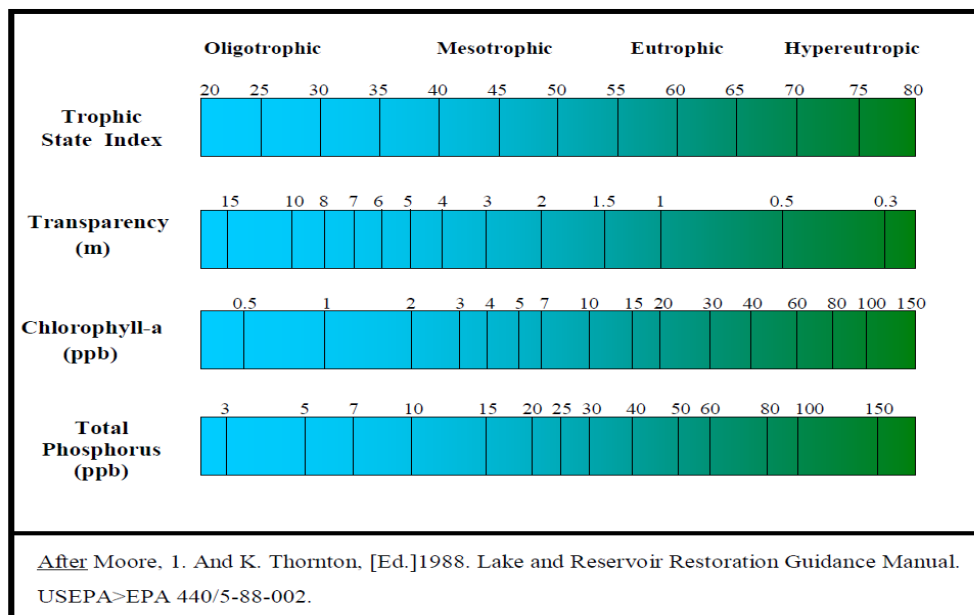 Oligotrophic Mesotrophic Eutrophic Hypereutropic
20 25 30 35 40 45 50 55 60 65 70 75 80
Trophic
State Index
15 10 8 7 6 5 4 3 2 1.5 1 0.5 0.3
Transparency
(m)
0.5 1 2 3 4 5 7 10 15 20 30 40 60 80 100 150
Chlorophyll-a
(ppb)
3 5 7 10 15 20 25 30 40 50 60 80 100 150
Total
Phosphorus
(ppb)
After Moore, 1. And K. Thornton, [Ed.]1988. Lake and Reservoir Restoration Guidance Manual.
USEPA>EPA 440/5-88-002.